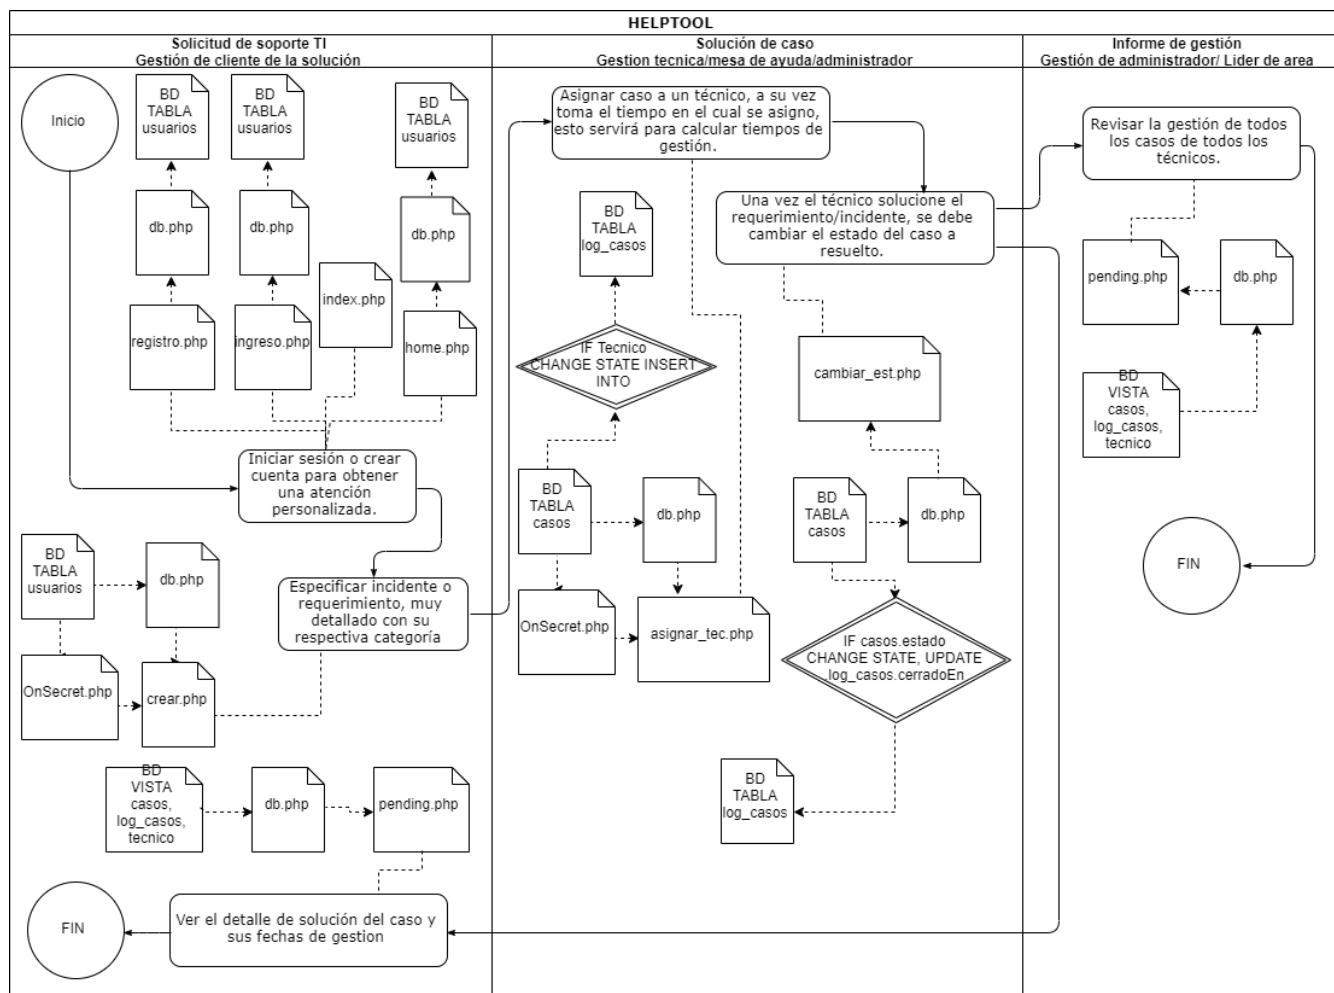 HELPTOOL
Solicitud de soporte TI
Gestión de cliente de la solución
Solución de caso
Gestion tecnica/mesa de ayuda/administrador
Informe de gestión
Gestión de administrador/ Lider de area
Inicio
BD
TABLA
usuarios
BD
TABLA
usuarios
BD
TABLA
usuarios
db.php
db.php
db.php
registro.php
ingreso.php
index.php
home.php
Iniciar sesión o crear
cuenta para obtener
una atención
personalizada.
BD
TABLA
usuarios
db.php
Especificar incidente o
requerimiento, muy
detallado con su
respectiva categoría
OnSecret.php
crear.php
BD
VISTA
casos,
log_casos,
tecnico
db.php
pending.php
FIN
Ver el detalle de solución del caso y
sus fechas de gestion
Asignar caso a un técnico, a su vez
toma el tiempo en el cual se asigno,
esto servirá para calcular tiempos de
gestión.
Una vez el técnico solucione el
requerimiento/incidente, se debe
cambiar el estado del caso a
resuelto.
BD
TABLA
log_casos
IF Tecnico
CHANGE STATE INSERT
INTO
cambiar_est.php
BD
TABLA
casos
db.php
BD
TABLA
casos
db.php
OnSecret.php
asignar_tec.php
IF casos.estado
CHANGE STATE, UPDATE
log_casos.cerradoEn
BD
TABLA
log_casos
Revisar la gestión de todos
los casos de todos los
técnicos.
pending.php
db.php
BD
VISTA
casos,
log_casos,
tecnico
FIN